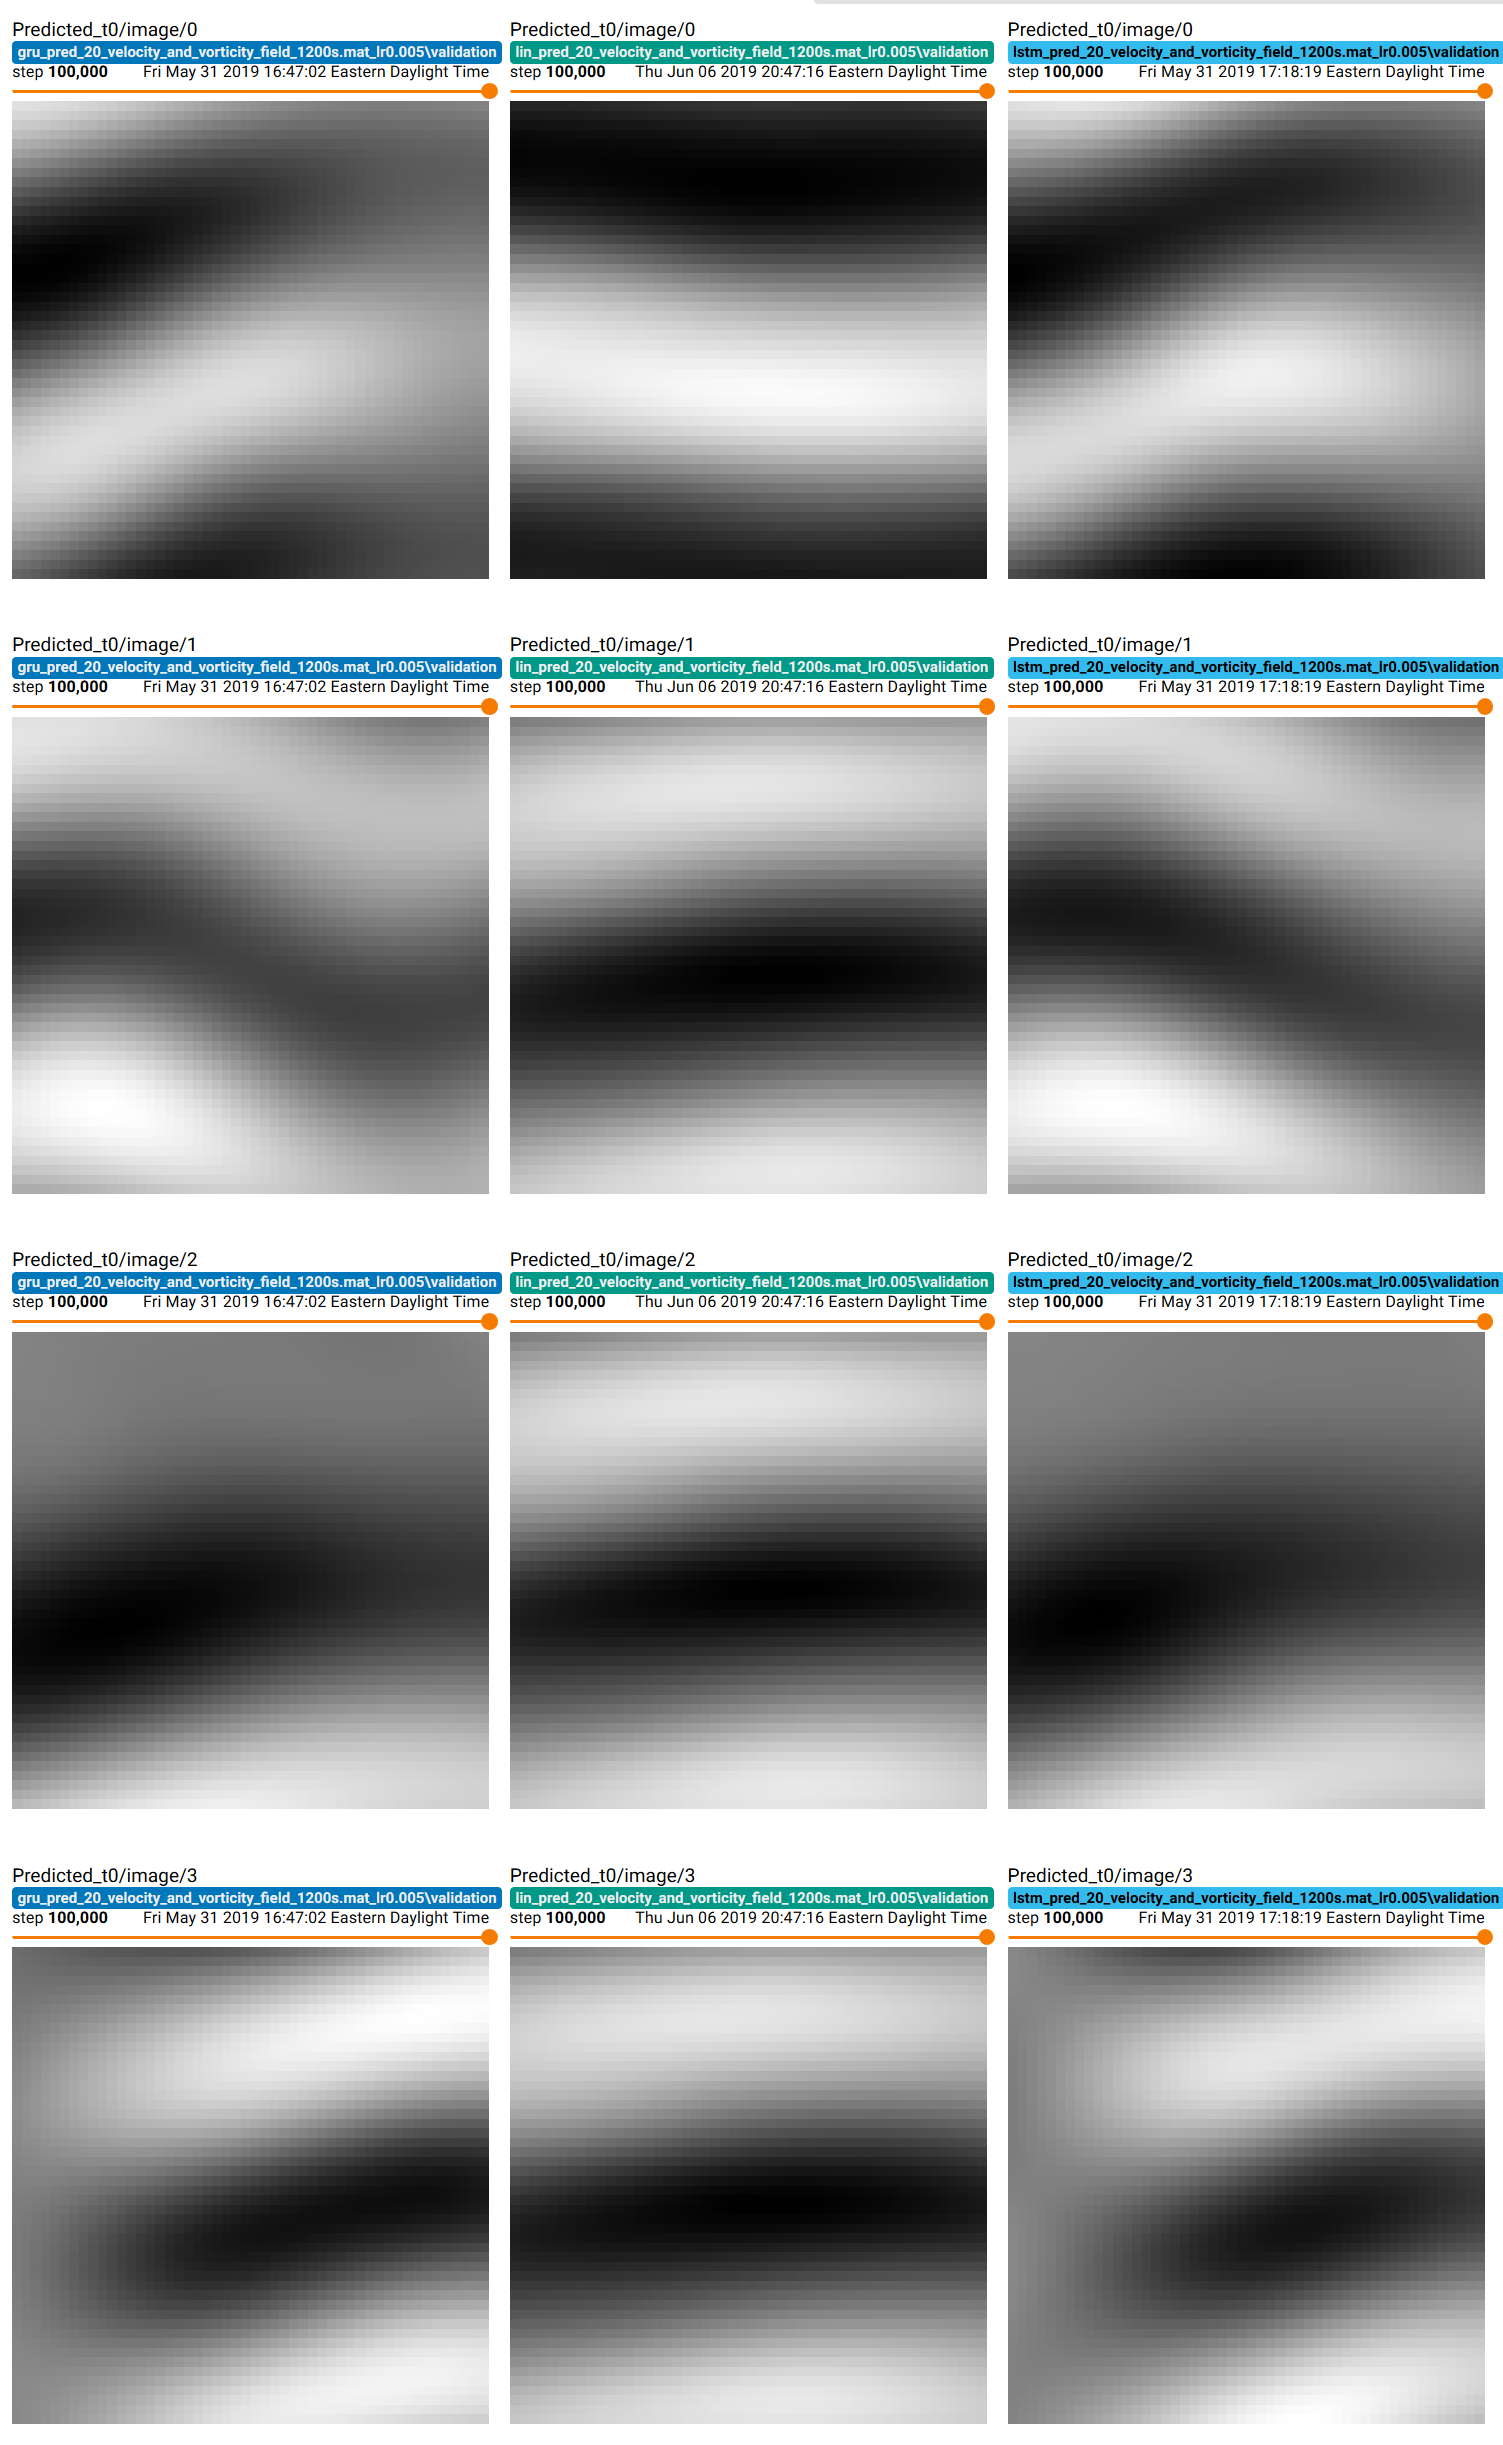 Predicted_t0/image/0
gru_pred_20_velocity_and_vorticity_field_1200s.mat_lr0.005\validation
step 100,000 Fri May 31 2019 16:47:02 Eastern Daylight Time
Predicted_t0/image/0
lin_pred_20_velocity_and_vorticity_field_1200s.mat_lr0.005\validation
step 100,000 Thu Jun 06 2019 20:47:16 Eastern Daylight Time
Predicted_t0/image/0
lstm_pred_20_velocity_and_vorticity_field_1200s.mat_lr0.005\validation
step 100,000 Fri May 31 2019 17:18:19 Eastern Daylight Time
Predicted_t0/image/1
gru_pred_20_velocity_and_vorticity_field_1200s.mat_lr0.005\validation
step 100,000 Fri May 31 2019 16:47:02 Eastern Daylight Time
Predicted_t0/image/1
lin_pred_20_velocity_and_vorticity_field_1200s.mat_lr0.005\validation
step 100,000 Thu Jun 06 2019 20:47:16 Eastern Daylight Time
Predicted_t0/image/1
lstm_pred_20_velocity_and_vorticity_field_1200s.mat_lr0.005\validation
step 100,000 Fri May 31 2019 17:18:19 Eastern Daylight Time
Predicted_t0/image/2
gru_pred_20_velocity_and_vorticity_field_1200s.mat_lr0.005\validation
step 100,000 Fri May 31 2019 16:47:02 Eastern Daylight Time
Predicted_t0/image/2
lin_pred_20_velocity_and_vorticity_field_1200s.mat_lr0.005\validation
step 100,000 Thu Jun 06 2019 20:47:16 Eastern Daylight Time
Predicted_t0/image/2
lstm_pred_20_velocity_and_vorticity_field_1200s.mat_lr0.005\validation
step 100,000 Fri May 31 2019 17:18:19 Eastern Daylight Time
Predicted_t0/image/3
gru_pred_20_velocity_and_vorticity_field_1200s.mat_lr0.005\validation
step 100,000 Fri May 31 2019 16:47:02 Eastern Daylight Time
Predicted_t0/image/3
lin_pred_20_velocity_and_vorticity_field_1200s.mat_lr0.005\validation
step 100,000 Thu Jun 06 2019 20:47:16 Eastern Daylight Time
Predicted_t0/image/3
lstm_pred_20_velocity_and_vorticity_field_1200s.mat_lr0.005\validation
step 100,000 Fri May 31 2019 17:18:19 Eastern Daylight Time